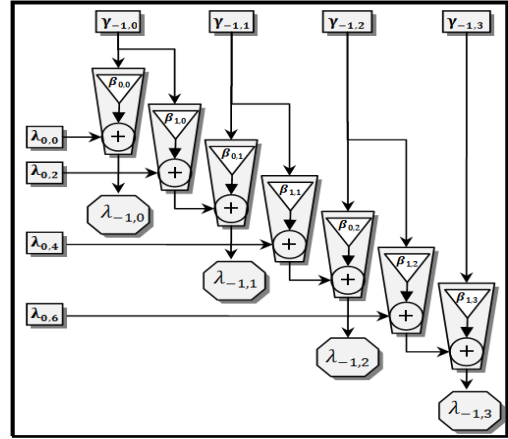 γ₋₁,₀ γ₋₁,₁ γ₋₁,₂ γ₋₁,₃
β₀,₀
β₁,₀
λ₀.₀ +
β₀,₁
λ₀.₂ +
β₁,₁
λ₋₁,₀ +
β₀,₂
λ₀.₄ +
β₁,₂
λ₋₁,₁ +
β₁,₃
λ₀.₆ +
λ₋₁,₂ +
λ₋₁,₃